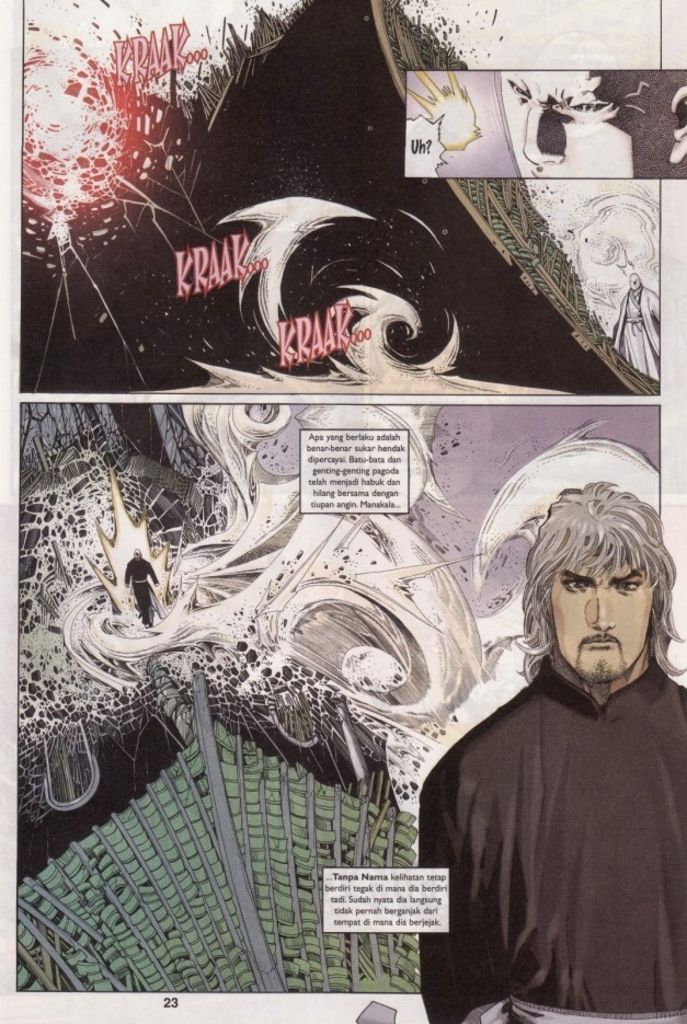 KRAAK...
Uh?
KRAAK...
KRAAK...
Apa yang berlaku adalah
benar-benar sukar hendak
dipercayai. Batu-bata dan
genting-genting pagoda
telah menjadi habuk dan
hilang bersama dengan
tiupan angin. Manakala...
...Tanpa Nama kelihatan tetap
berdiri tegak di mana dia berdiri
tadi. Sudah nyata dia langsung
tidak pernah berganjak dari
tempat di mana dia berjejak.
23